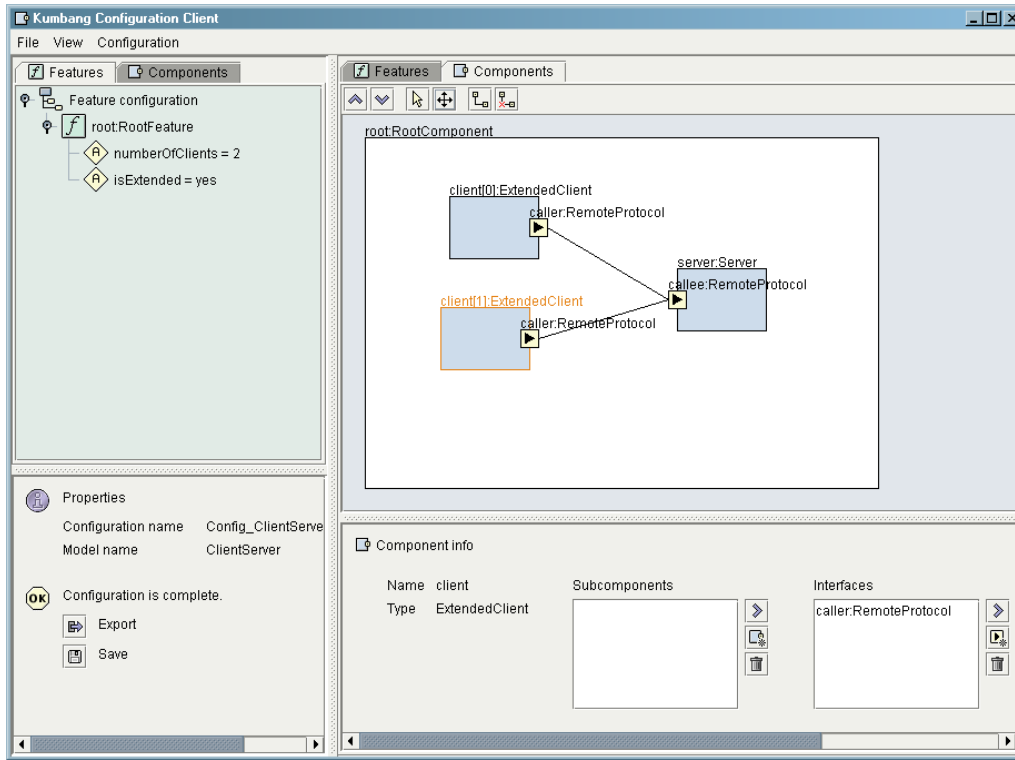 Kumbang Configuration Client
File View Configuration
Features Components
Feature configuration
root:RootFeature
A numberOfClients = 2
A isExtended = yes
Properties
Configuration name Config_ClientServe
Model name ClientServer
OK Configuration is complete.
Export
Save
Features Components
root:RootComponent
client[0]:ExtendedClient
caller:RemoteProtocol
server:Server
callee:RemoteProtocol
client[1]:ExtendedClient
caller:RemoteProtocol
Component info
Name client Subcomponents Interfaces
Type ExtendedClient caller:RemoteProtocol